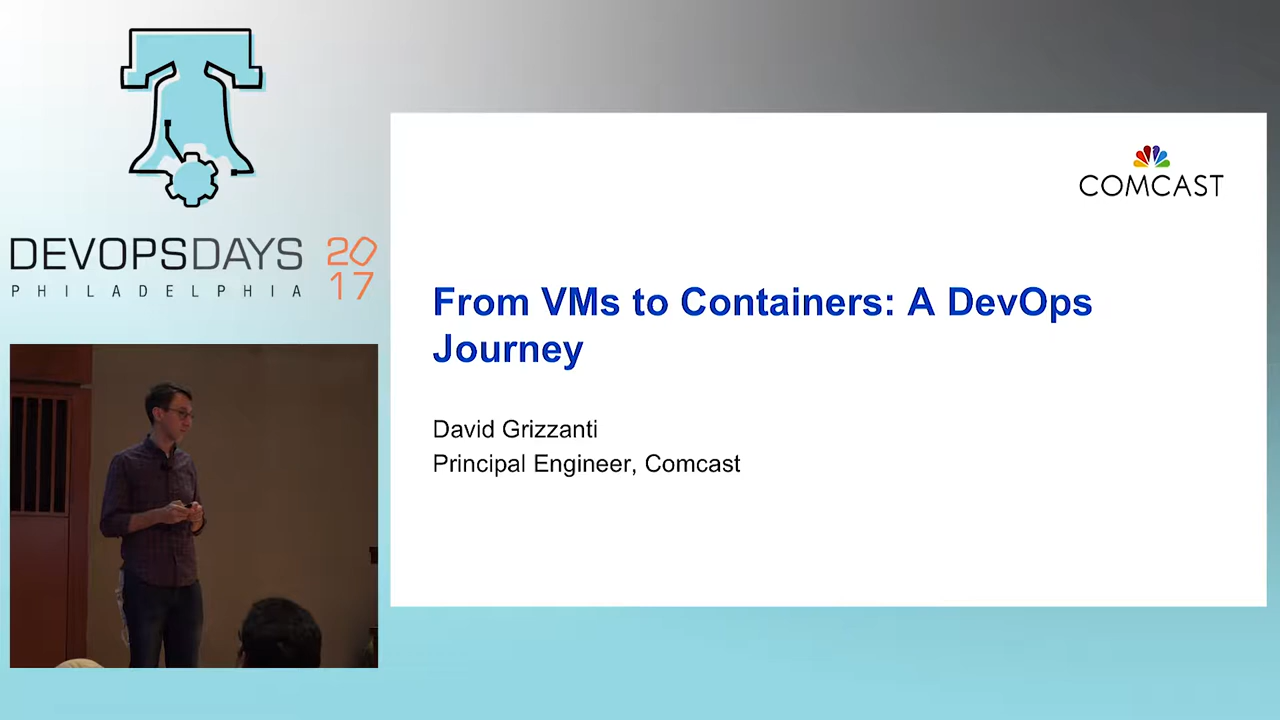 DEVOPSDAYS 2017
PHILADELPHIA
COMCAST
From VMs to Containers: A DevOps
Journey
David Grizzanti
Principal Engineer, Comcast